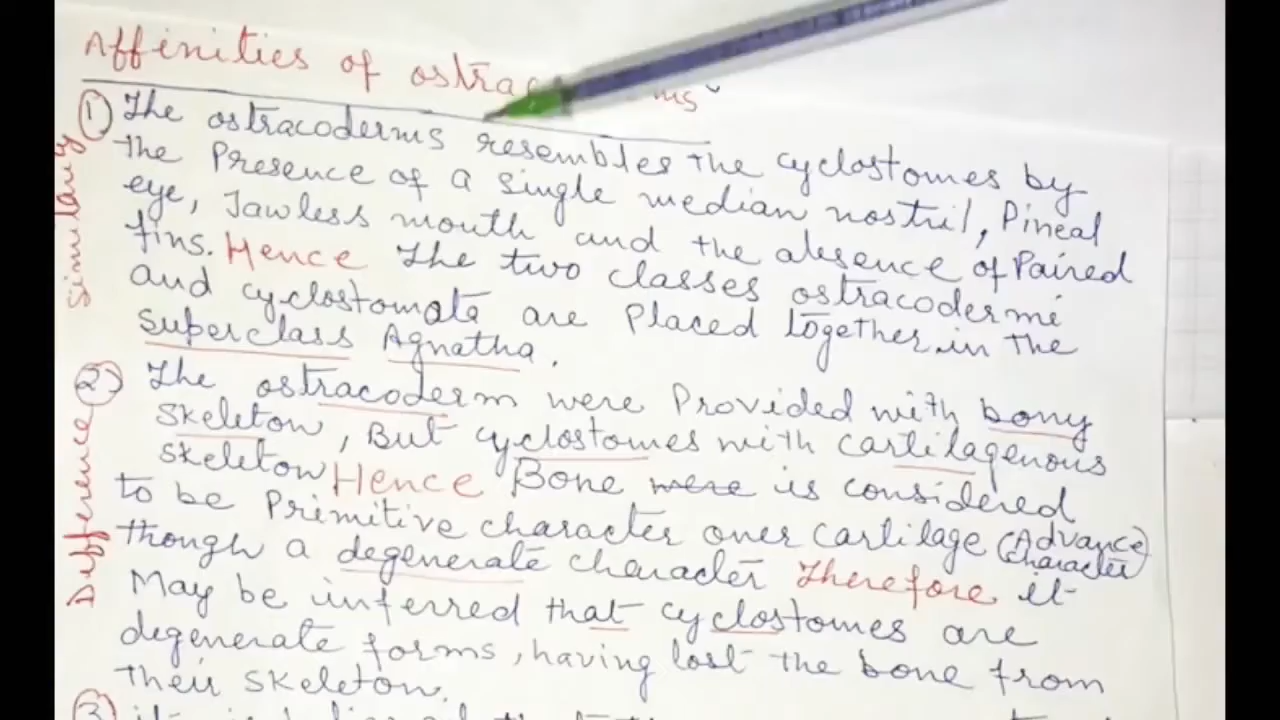 Affinities of ostrac ms
Similarity
① The ostracoderms resembles the cyclostomes by
the Presence of a single median nostril, Pineal
eye, Jawless mouth and the absence of Paired
fins. Hence The two classes ostracodermi
and cyclostomata are Placed together in the
superclass Agnatha.
Difference
② The ostracoderm were Provided with bony
skeleton, But cyclostomes with cartilagenous
skeleton Hence Bone were is considered
to be Primitive character over cartilage (Advance character)
though a degenerate character Therefore it
May be inferred that cyclostomes are
degenerate forms, having lost the bone from
their skeleton.
③